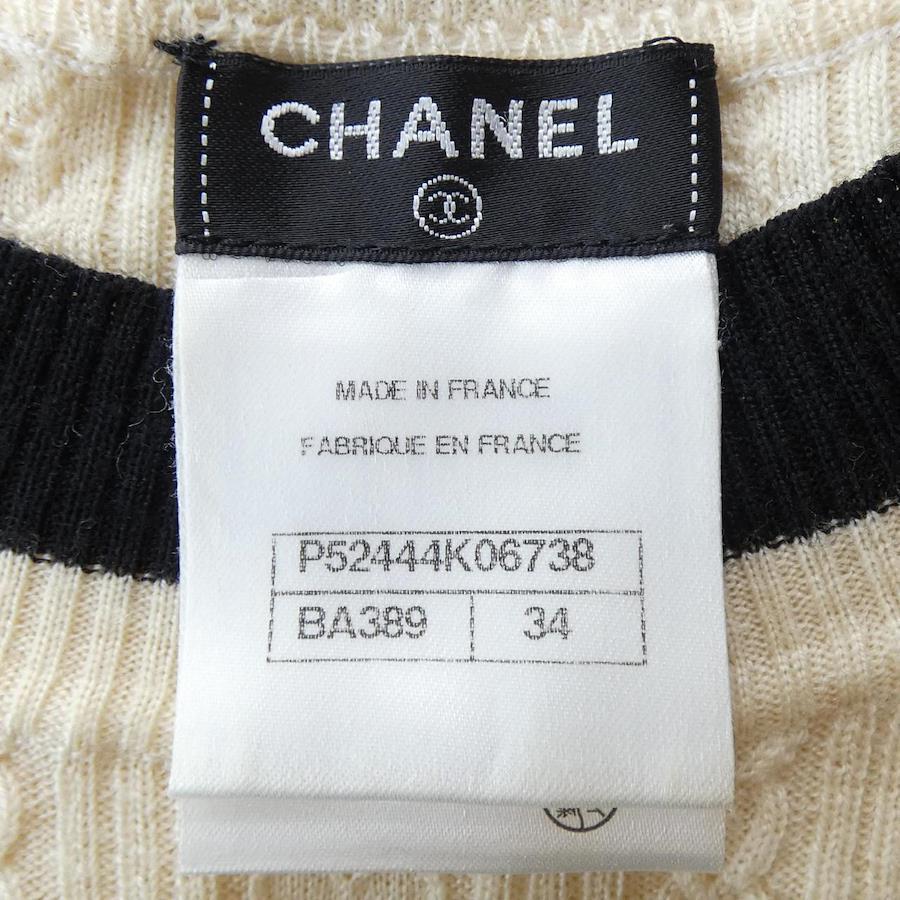 CHANEL
MADE IN FRANCE
FABRIQUE EN FRANCE
P52444K06738
BA389 34